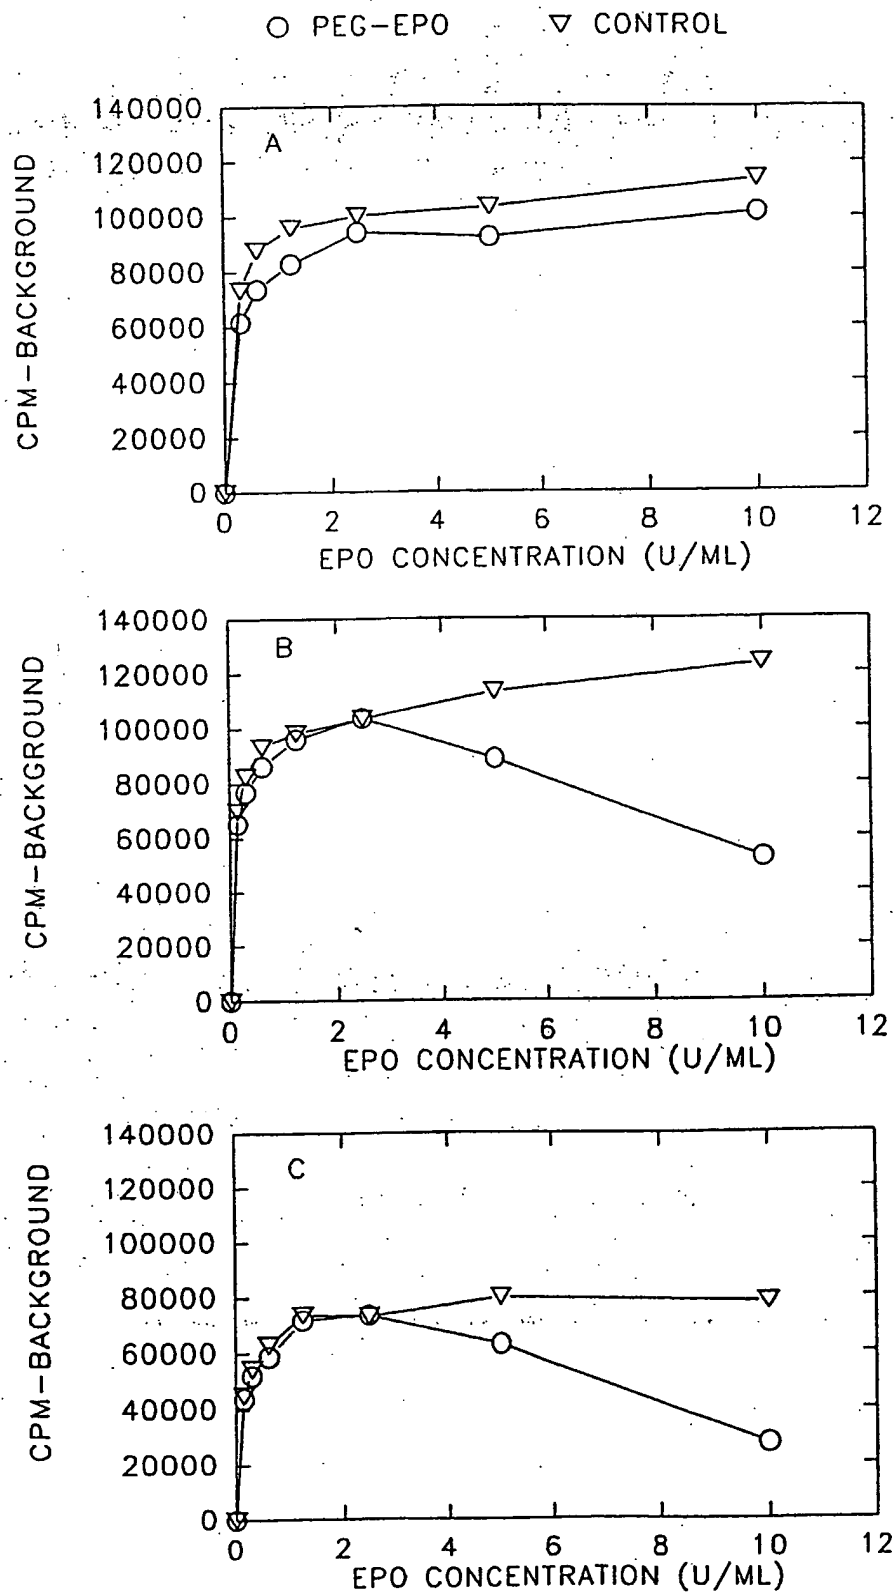 PEG-EPO CONTROL
A
CPM-BACKGROUND
140000
120000
100000
80000
60000
40000
20000
0
0 2 4 6 8 10 12
EPO CONCENTRATION (U/ML)
B
CPM-BACKGROUND
140000
120000
100000
80000
60000
40000
20000
0
0 2 4 6 8 10 12
EPO CONCENTRATION (U/ML)
C
CPM-BACKGROUND
140000
120000
100000
80000
60000
40000
20000
0
0 2 4 6 8 10 12
EPO CONCENTRATION (U/ML)